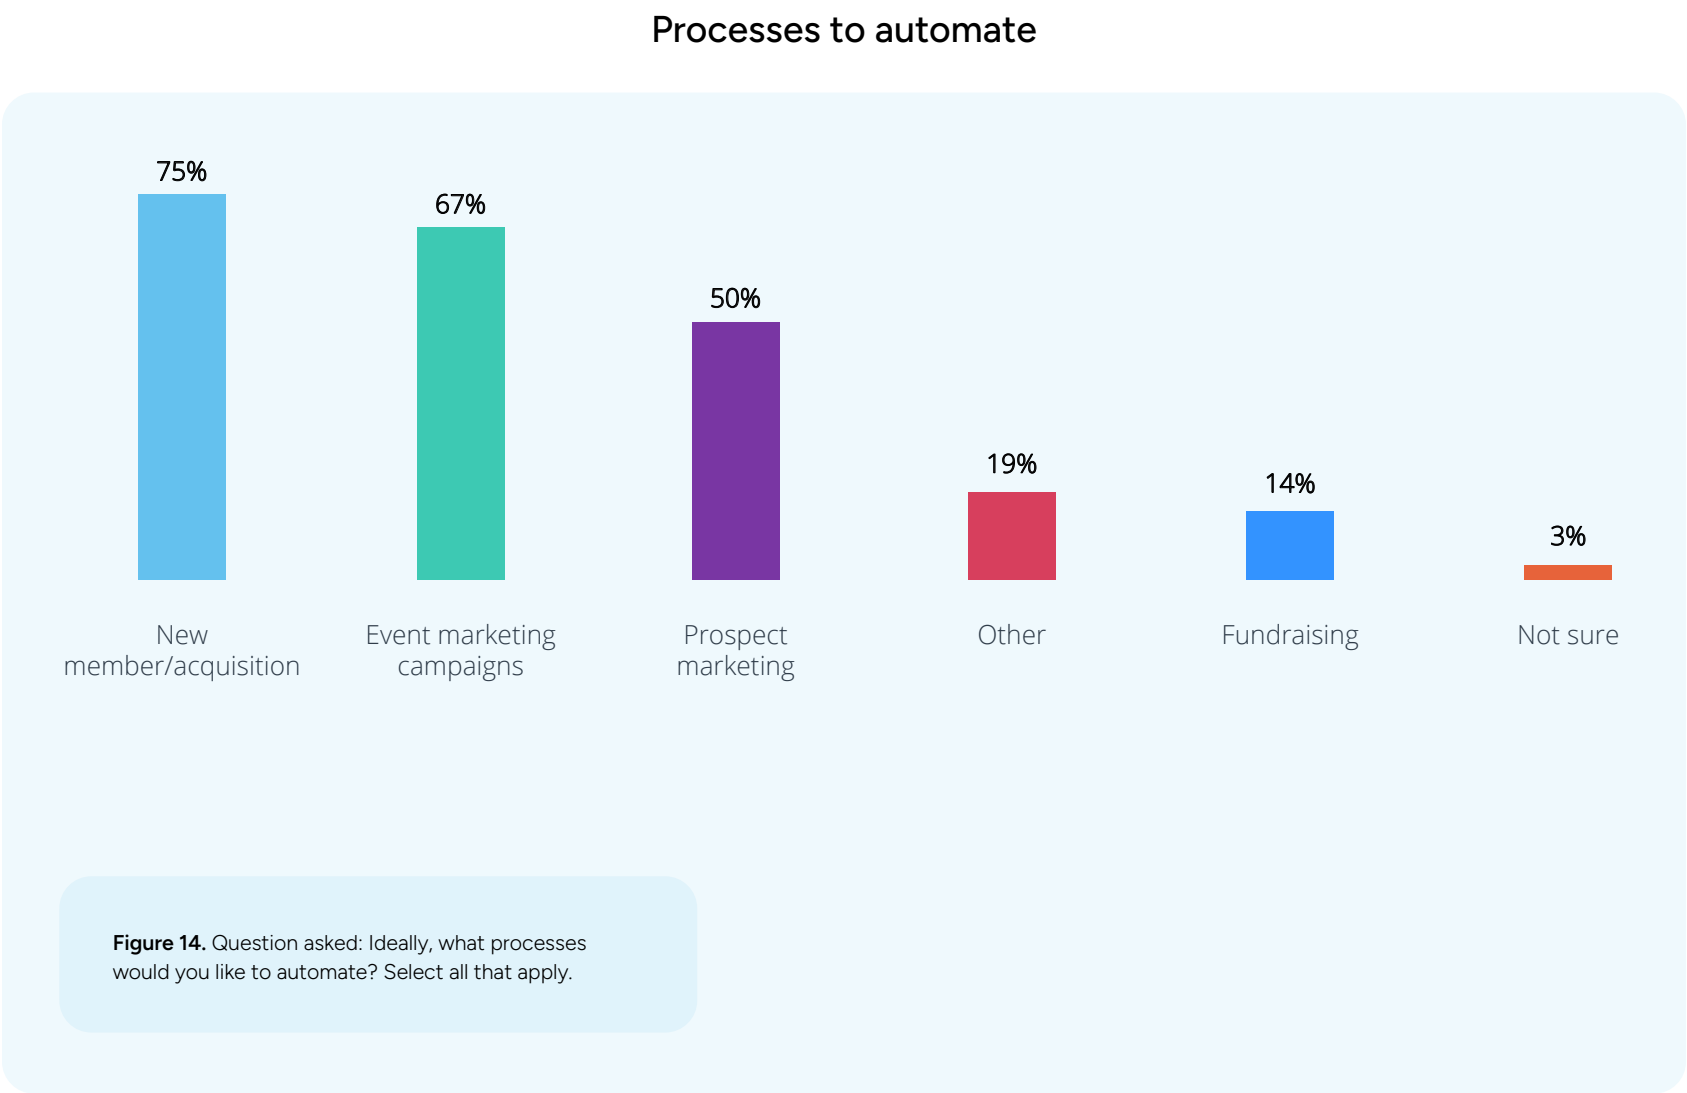 Processes to automate
75%
67%
50%
19%
14%
3%
New
member/acquisition
Event marketing
campaigns
Prospect
marketing
Other
Fundraising
Not sure
Figure 14. Question asked: Ideally, what processes
would you like to automate? Select all that apply.